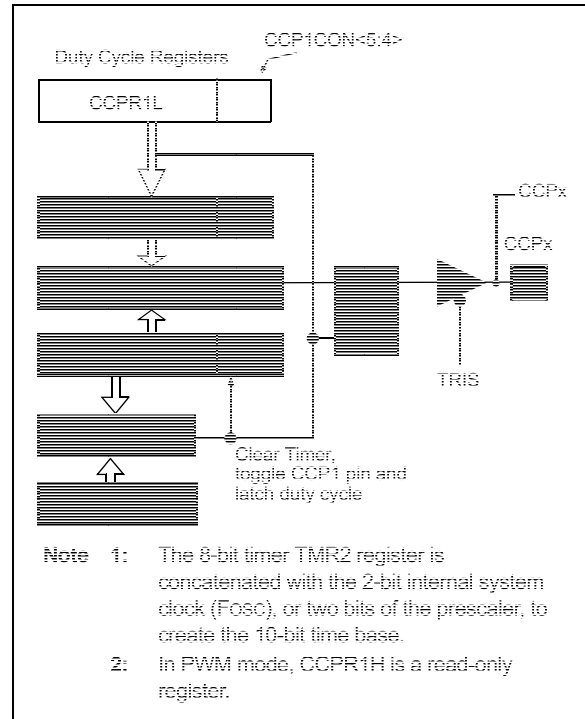 CCP1CON<5:4>
Duty Cycle Registers
CCPR1L
CCPx
CCPx
TRIS
Clear Timer,
toggle CCP1 pin and
latch duty cycle
Note 1: The 8-bit timer TMR2 register is
concatenated with the 2-bit internal system
clock (FOSC), or two bits of the prescaler, to
create the 10-bit time base.
2: In PWM mode, CCPR1H is a read-only
register.